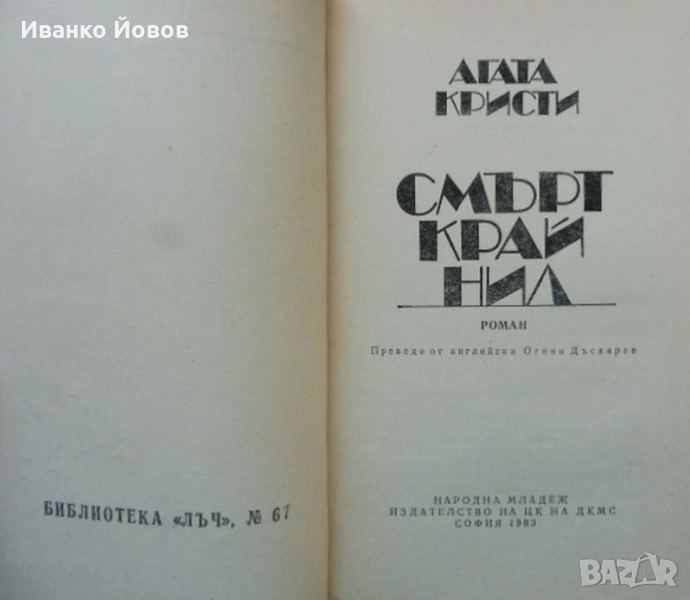 Иванко Йовов
БИБЛИОТЕКА «ЛЪЧ», № 67
АГАТА
КРИСТИ
СМЪРТ
КРАЙ
НИЛ
РОМАН
Преведе от английски Огнян Дъскарев
НАРОДНА МЛАДЕЖ
ИЗДАТЕЛСТВО НА ЦК НА ДКМС
СОФИЯ 1983
BAZAR